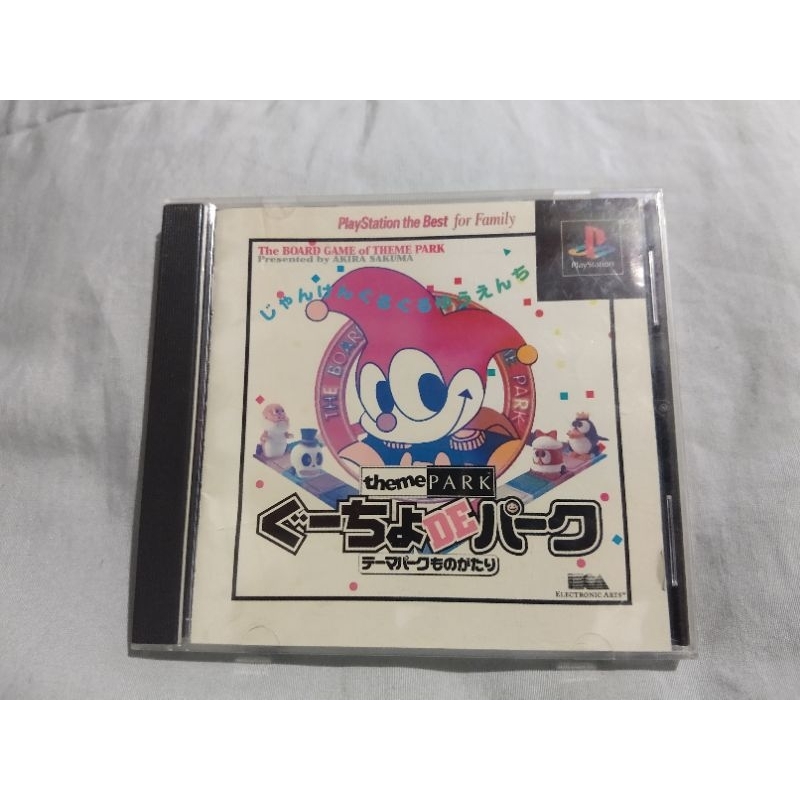 PlayStation the Best for Family
The BOARD GAME of THEME PARK
Presented by AKIRA SAKUMA
PlayStation
じゃんけんぐるぐるゆうえんち
THE BOARD
PARK
theme PARK
ぐーちょDEパーク
テーマパークものがたり
ELECTRONIC ARTS™